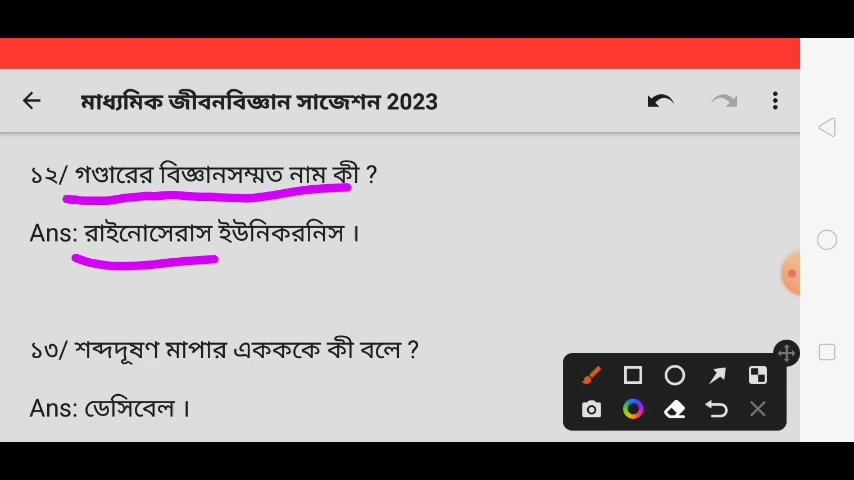 মাধ্যমিক জীবনবিজ্ঞান সাজেশন 2023
১২/ গণ্ডারের বিজ্ঞানসম্মত নাম কী ?
Ans: রাইনোসেরাস ইউনিকরনিস ।
১৩/ শব্দদূষণ মাপার একককে কী বলে ?
Ans: ডেসিবেল ।